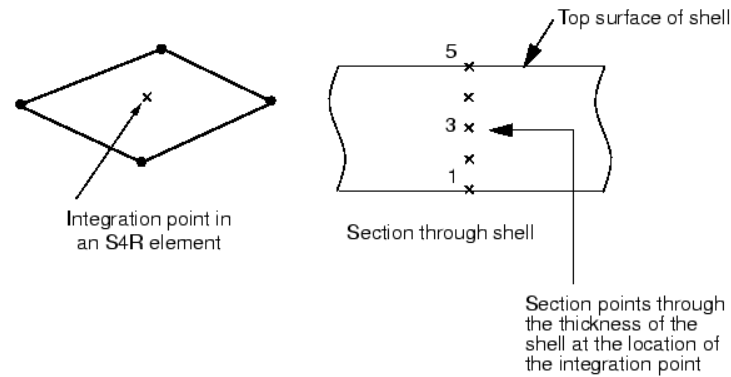 Top surface of shell
5
3
1
Integration point in
an S4R element
Section through shell
Section points through
the thickness of the
shell at the location of
the integration point